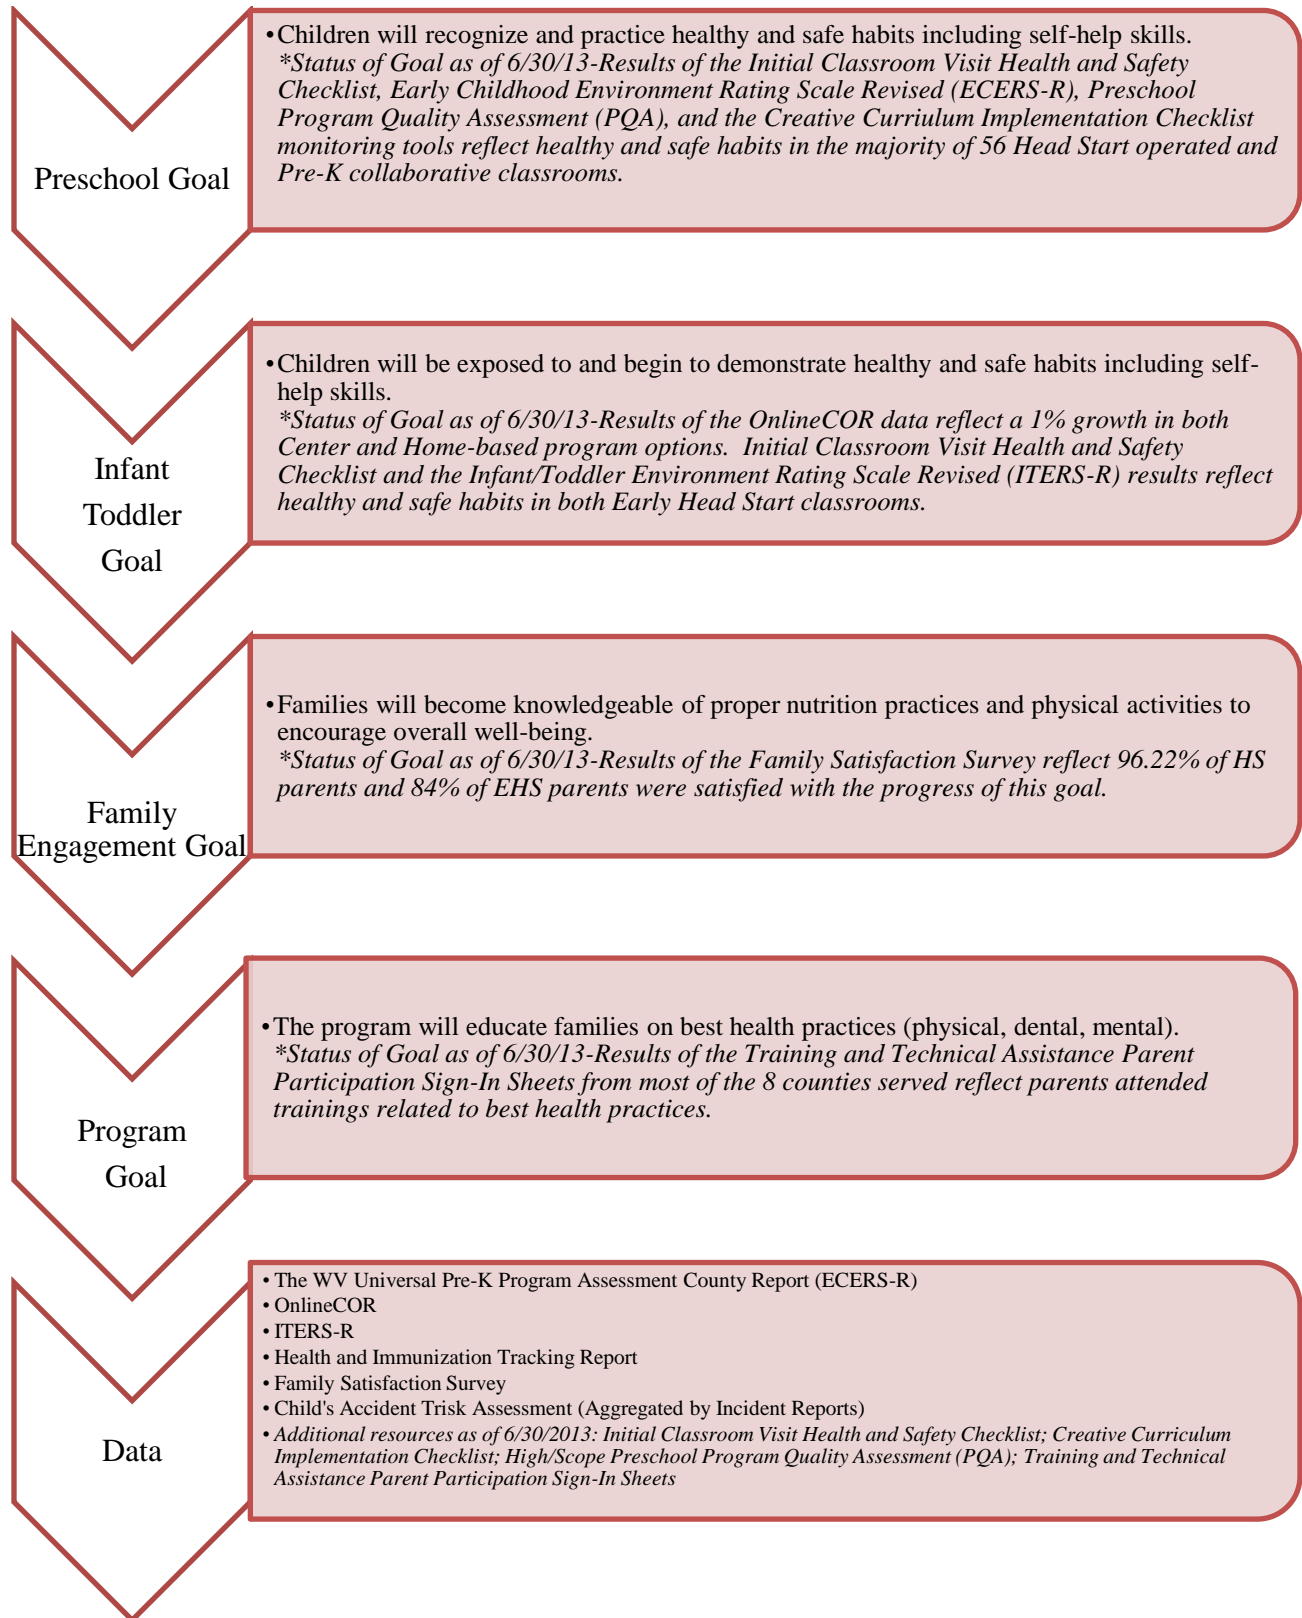 Preschool Goal
•Children will recognize and practice healthy and safe habits including self-help skills.
*Status of Goal as of 6/30/13-Results of the Initial Classroom Visit Health and Safety
Checklist, Early Childhood Environment Rating Scale Revised (ECERS-R), Preschool
Program Quality Assessment (PQA), and the Creative Curriulum Implementation Checklist
monitoring tools reflect healthy and safe habits in the majority of 56 Head Start operated and
Pre-K collaborative classrooms.
Infant
Toddler
Goal
•Children will be exposed to and begin to demonstrate healthy and safe habits including self-
help skills.
*Status of Goal as of 6/30/13-Results of the OnlineCOR data reflect a 1% growth in both
Center and Home-based program options.  Initial Classroom Visit Health and Safety
Checklist and the Infant/Toddler Environment Rating Scale Revised (ITERS-R) results reflect
healthy and safe habits in both Early Head Start classrooms.
Family
Engagement Goal
•Families will become knowledgeable of proper nutrition practices and physical activities to
encourage overall well-being.
*Status of Goal as of 6/30/13-Results of the Family Satisfaction Survey reflect 96.22% of HS
parents and 84% of EHS parents were satisfied with the progress of this goal.
Program
Goal
•The program will educate families on best health practices (physical, dental, mental).
*Status of Goal as of 6/30/13-Results of the Training and Technical Assistance Parent
Participation Sign-In Sheets from most of the 8 counties served reflect parents attended
trainings related to best health practices.
Data
• The WV Universal Pre-K Program Assessment County Report (ECERS-R)
• OnlineCOR
• ITERS-R
• Health and Immunization Tracking Report
• Family Satisfaction Survey
• Child's Accident Trisk Assessment (Aggregated by Incident Reports)
• Additional resources as of 6/30/2013: Initial Classroom Visit Health and Safety Checklist; Creative Curriculum
Implementation Checklist; High/Scope Preschool Program Quality Assessment (PQA); Training and Technical
Assistance Parent Participation Sign-In Sheets